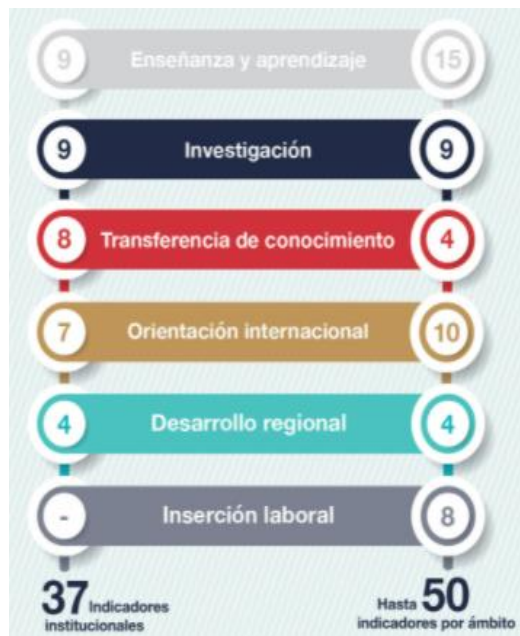 9 Enseñanza y aprendizaje 15
9 Investigación 9
8 Transferencia de conocimiento 4
7 Orientación internacional 10
4 Desarrollo regional 4
- Inserción laboral 8
37 Indicadores
institucionales
Hasta 50
indicadores por ámbito